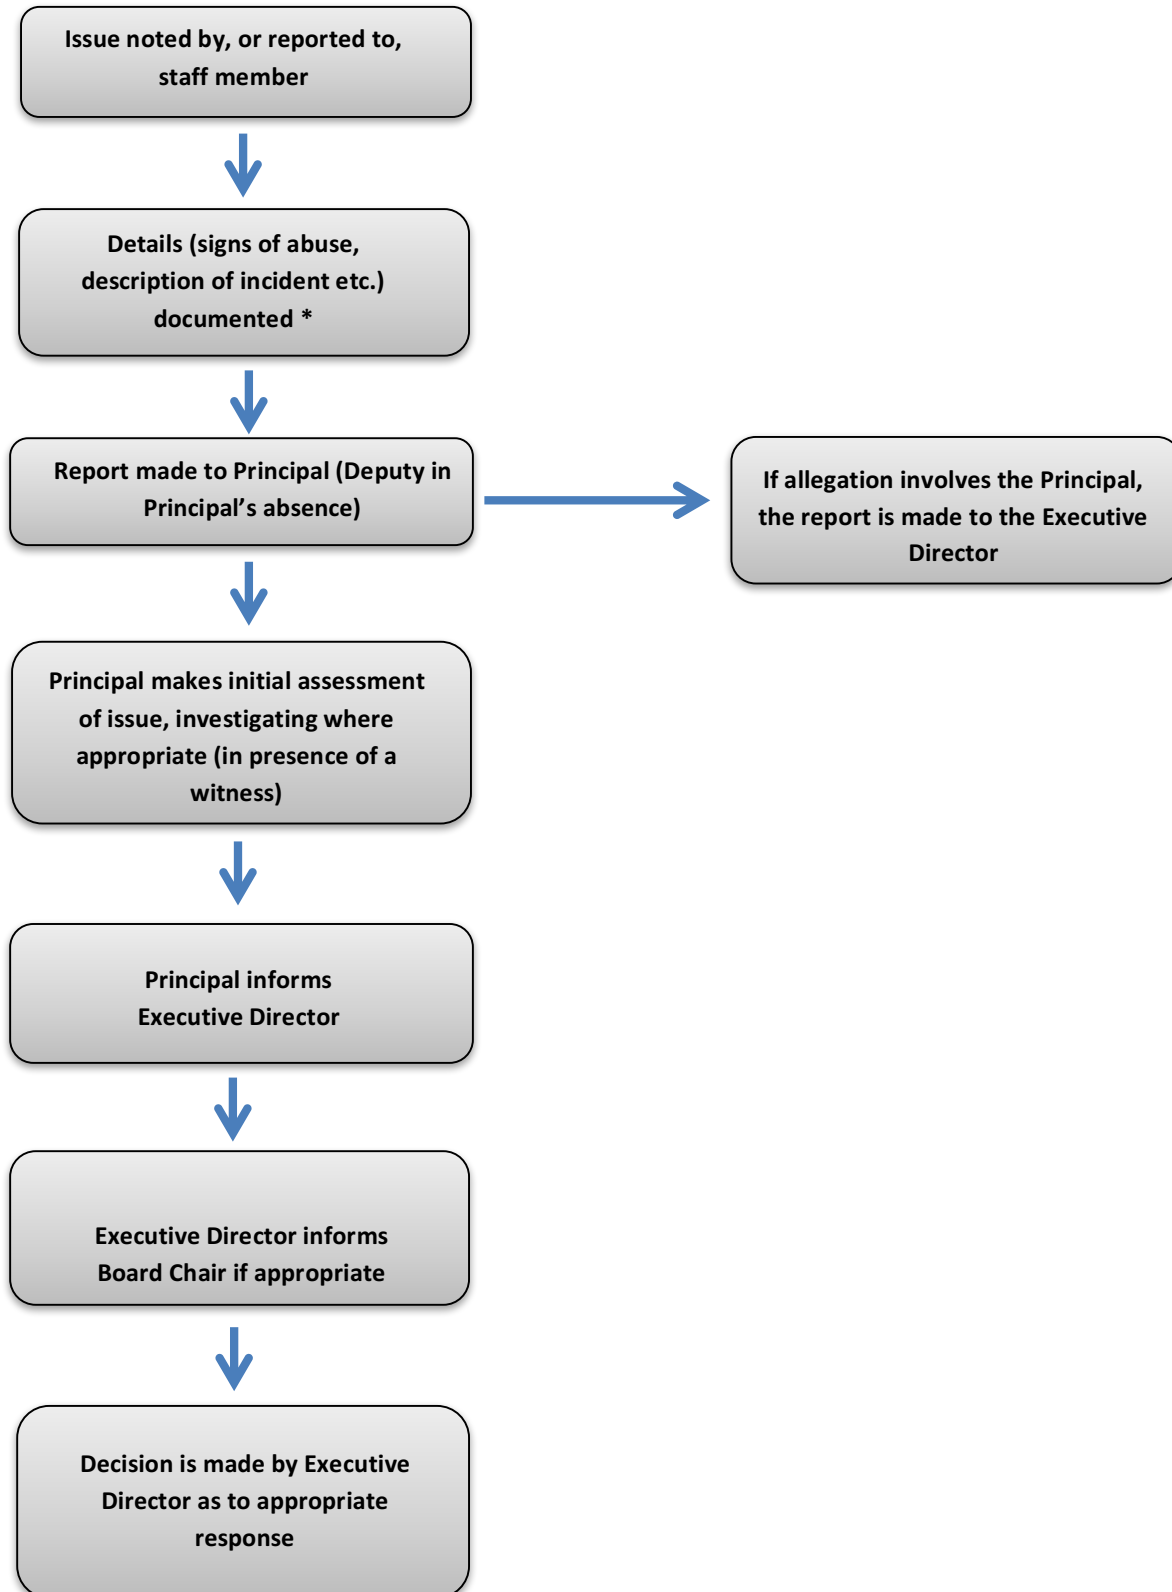 Issue noted by, or reported to,
staff member
Details (signs of abuse,
description of incident etc.)
documented *
Report made to Principal (Deputy in
Principal’s absence)
If allegation involves the Principal,
the report is made to the Executive
Director
Principal makes initial assessment
of issue, investigating where
appropriate (in presence of a
witness)
Principal informs
Executive Director
Executive Director informs
Board Chair if appropriate
Decision is made by Executive
Director as to appropriate
response